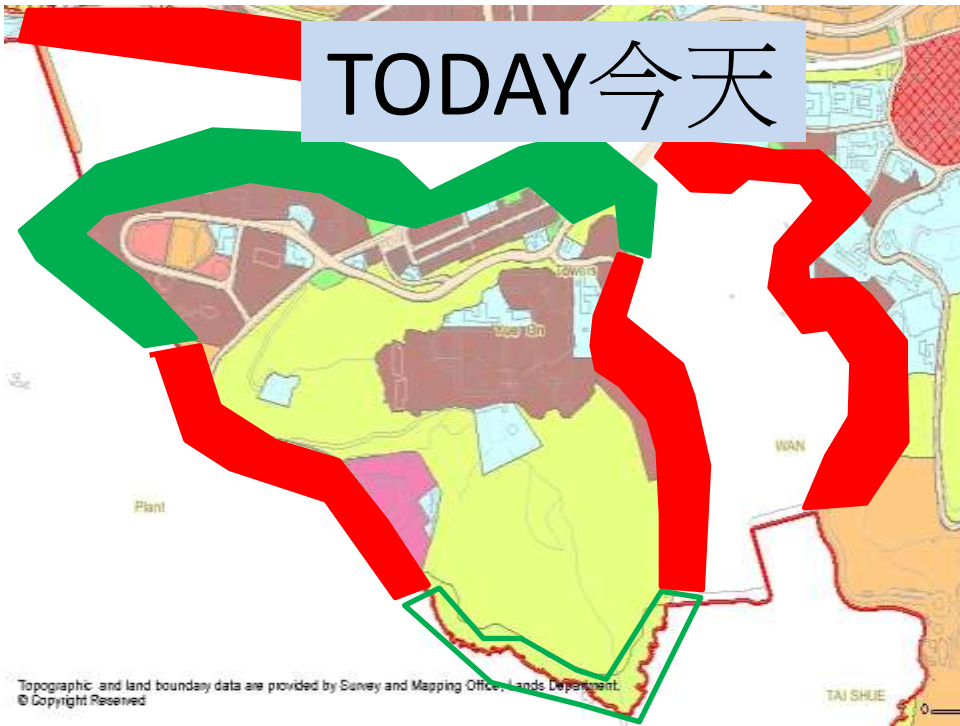 TODAY今天
Towers
WAN
Plant
Topographic and land boundary data are provided by Survey and Mapping Office, Lands Department.
© Copyright Reserved
TAI SHUE
0